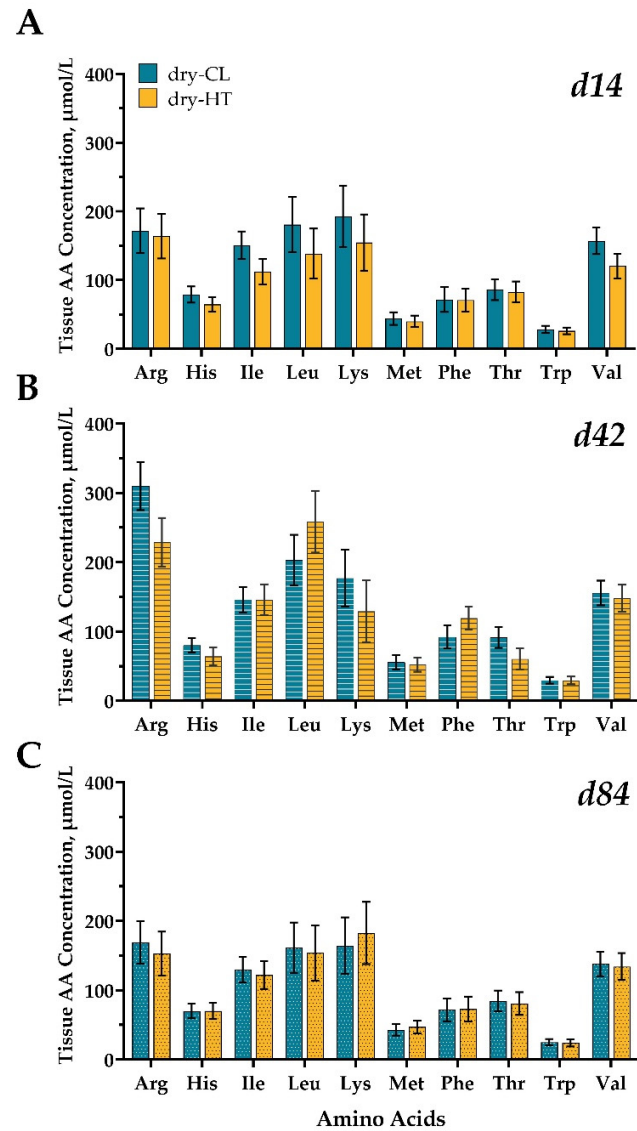 A
Tissue AA Concentration, μmol/L
400
300
200
100
0
dry-CL
dry-HT
d14
Arg His Ile Leu Lys Met Phe Thr Trp Val
B
Tissue AA Concentration, μmol/L
400
300
200
100
0
d42
Arg His Ile Leu Lys Met Phe Thr Trp Val
C
Tissue AA Concentration, μmol/L
400
300
200
100
0
d84
Arg His Ile Leu Lys Met Phe Thr Trp Val
Amino Acids